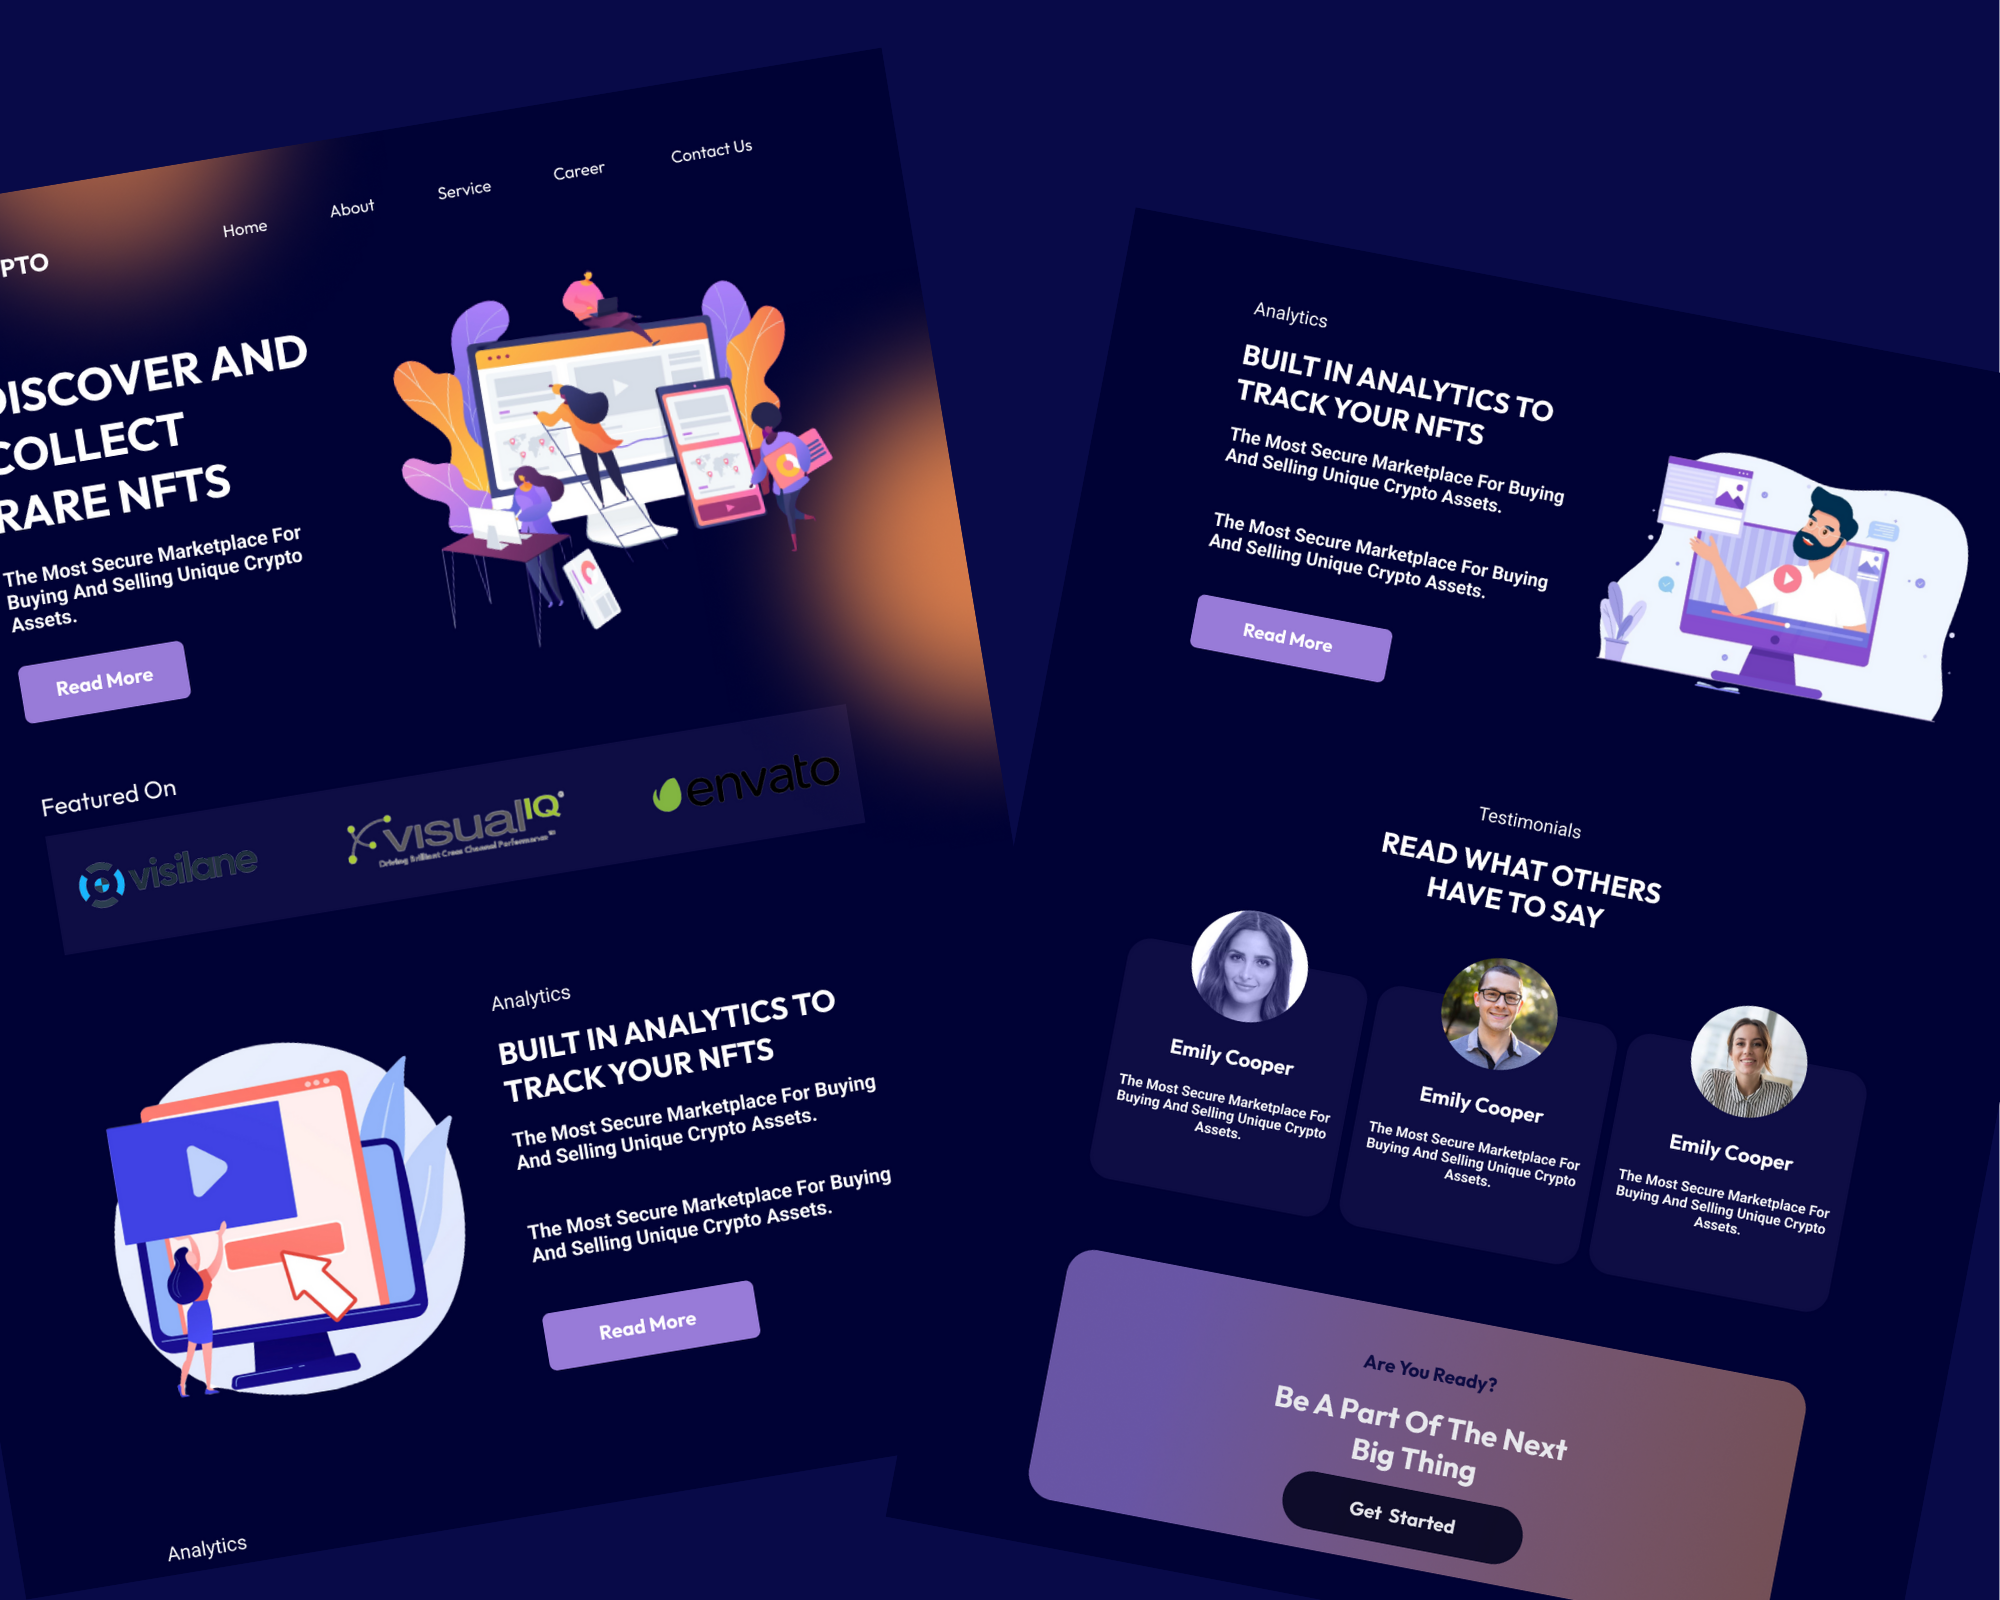 PTO
Home
About
Service
Career
Contact Us
DISCOVER AND
COLLECT
RARE NFTS
The Most Secure Marketplace For
Buying And Selling Unique Crypto
Assets.
Read More
Featured On
visilane
visualIQ
Driving Brilliant Cross Channel Performance
envato
Analytics
BUILT IN ANALYTICS TO
TRACK YOUR NFTS
The Most Secure Marketplace For Buying
And Selling Unique Crypto Assets.
The Most Secure Marketplace For Buying
And Selling Unique Crypto Assets.
Read More
Analytics
Analytics
BUILT IN ANALYTICS TO
TRACK YOUR NFTS
The Most Secure Marketplace For Buying
And Selling Unique Crypto Assets.
The Most Secure Marketplace For Buying
And Selling Unique Crypto Assets.
Read More
Testimonials
READ WHAT OTHERS
HAVE TO SAY
Emily Cooper
The Most Secure Marketplace For
Buying And Selling Unique Crypto
Assets.
Emily Cooper
The Most Secure Marketplace For
Buying And Selling Unique Crypto
Assets.
Emily Cooper
The Most Secure Marketplace For
Buying And Selling Unique Crypto
Assets.
Are You Ready?
Be A Part Of The Next
Big Thing
Get Started